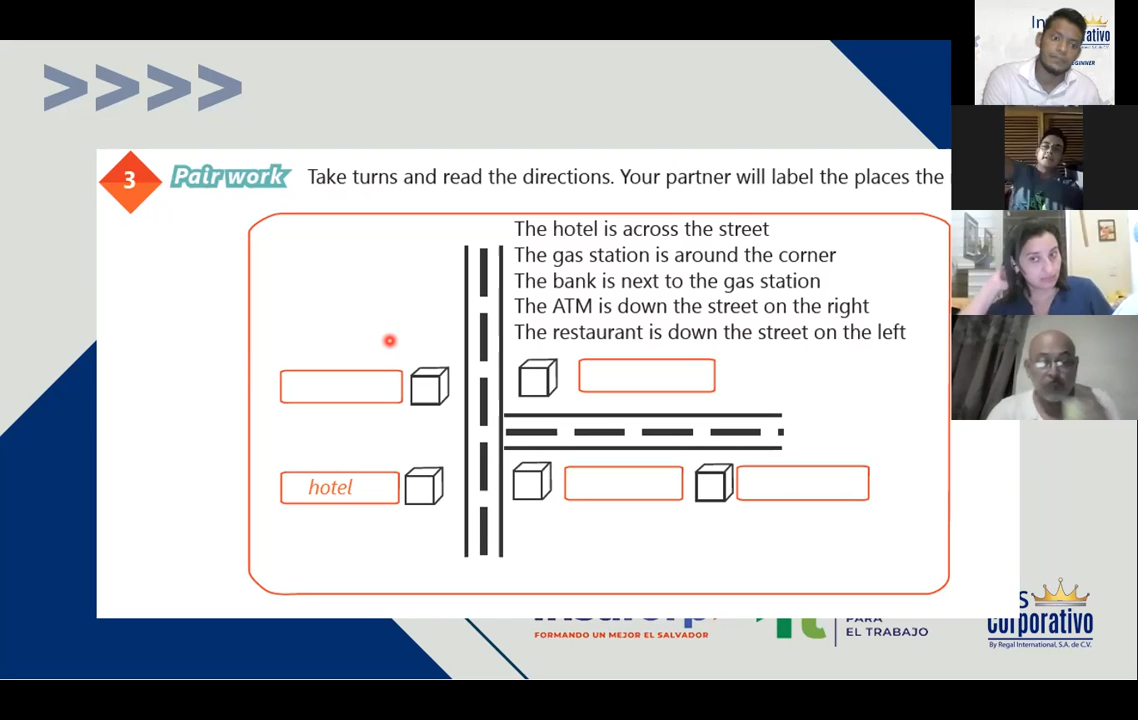 >>>>
3 Pair work Take turns and read the directions. Your partner will label the places the
The hotel is across the street
The gas station is around the corner
The bank is next to the gas station
The ATM is down the street on the right
The restaurant is down the street on the left
hotel
FORMANDO UN MEJOR EL SALVADOR
PARA
EL TRABAJO
corporativo
By Regal International, S.A. de C.V.